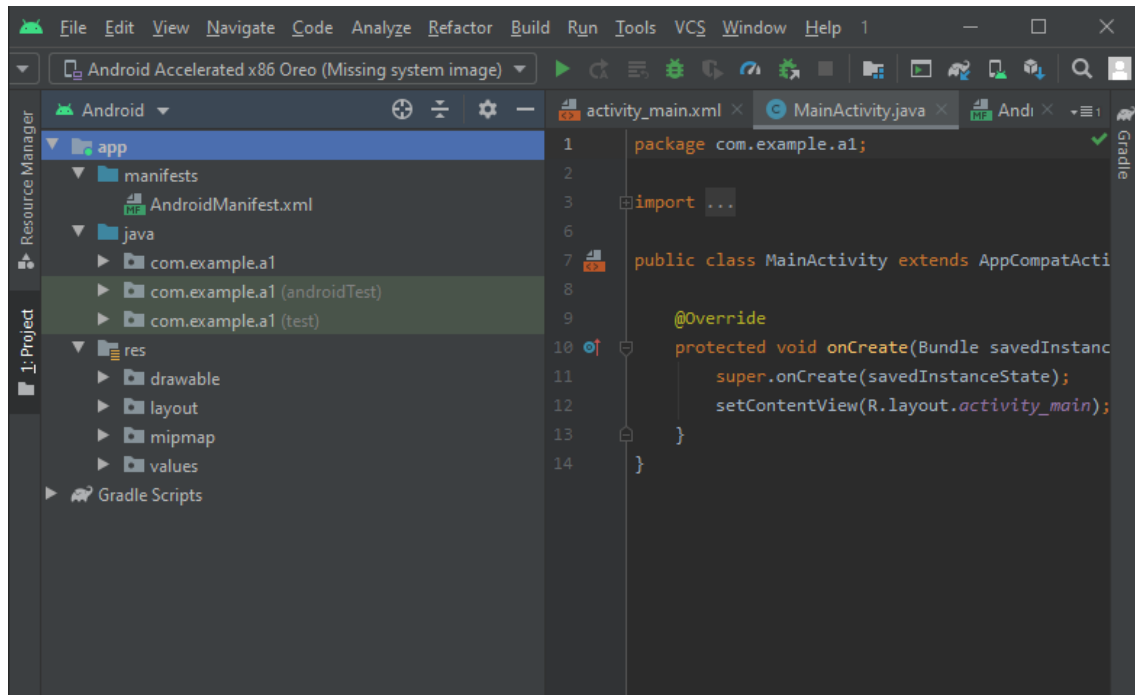 File Edit View Navigate Code Analyze Refactor Build Run Tools VCS Window Help 1
Android Accelerated x86 Oreo (Missing system image)
Resource Manager
1: Project
Android
app
manifests
AndroidManifest.xml
java
com.example.a1
com.example.a1 (androidTest)
com.example.a1 (test)
res
drawable
layout
mipmap
values
Gradle Scripts
activity_main.xml MainActivity.java Andr 1
1 package com.example.a1;
2
3 import ...
6
7 public class MainActivity extends AppCompatActi
8
9 @Override
10 protected void onCreate(Bundle savedInstanc
11 super.onCreate(savedInstanceState);
12 setContentView(R.layout.activity_main);
13 }
14 }
Gradle